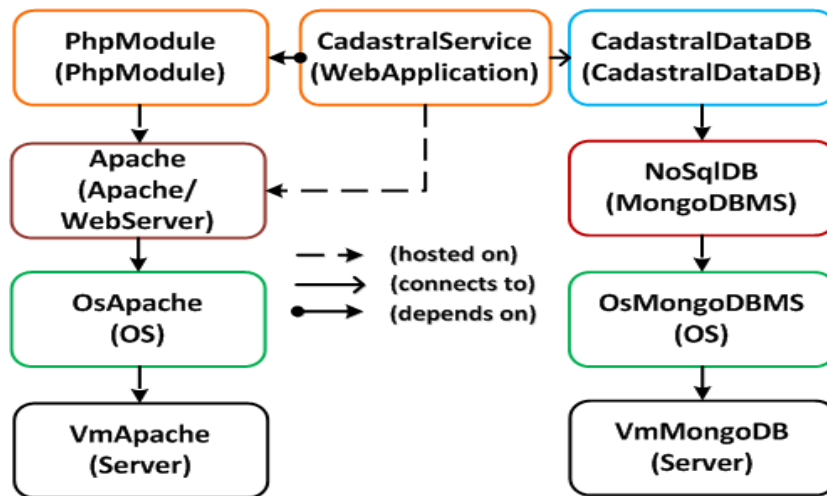 PhpModule
(PhpModule)
CadastralService
(WebApplication)
CadastralDataDB
(CadastralDataDB)
Apache
(Apache/
WebServer)
NoSqlDB
(MongoDBMS)
(hosted on)
(connects to)
(depends on)
OsApache
(OS)
OsMongoDBMS
(OS)
VmApache
(Server)
VmMongoDB
(Server)